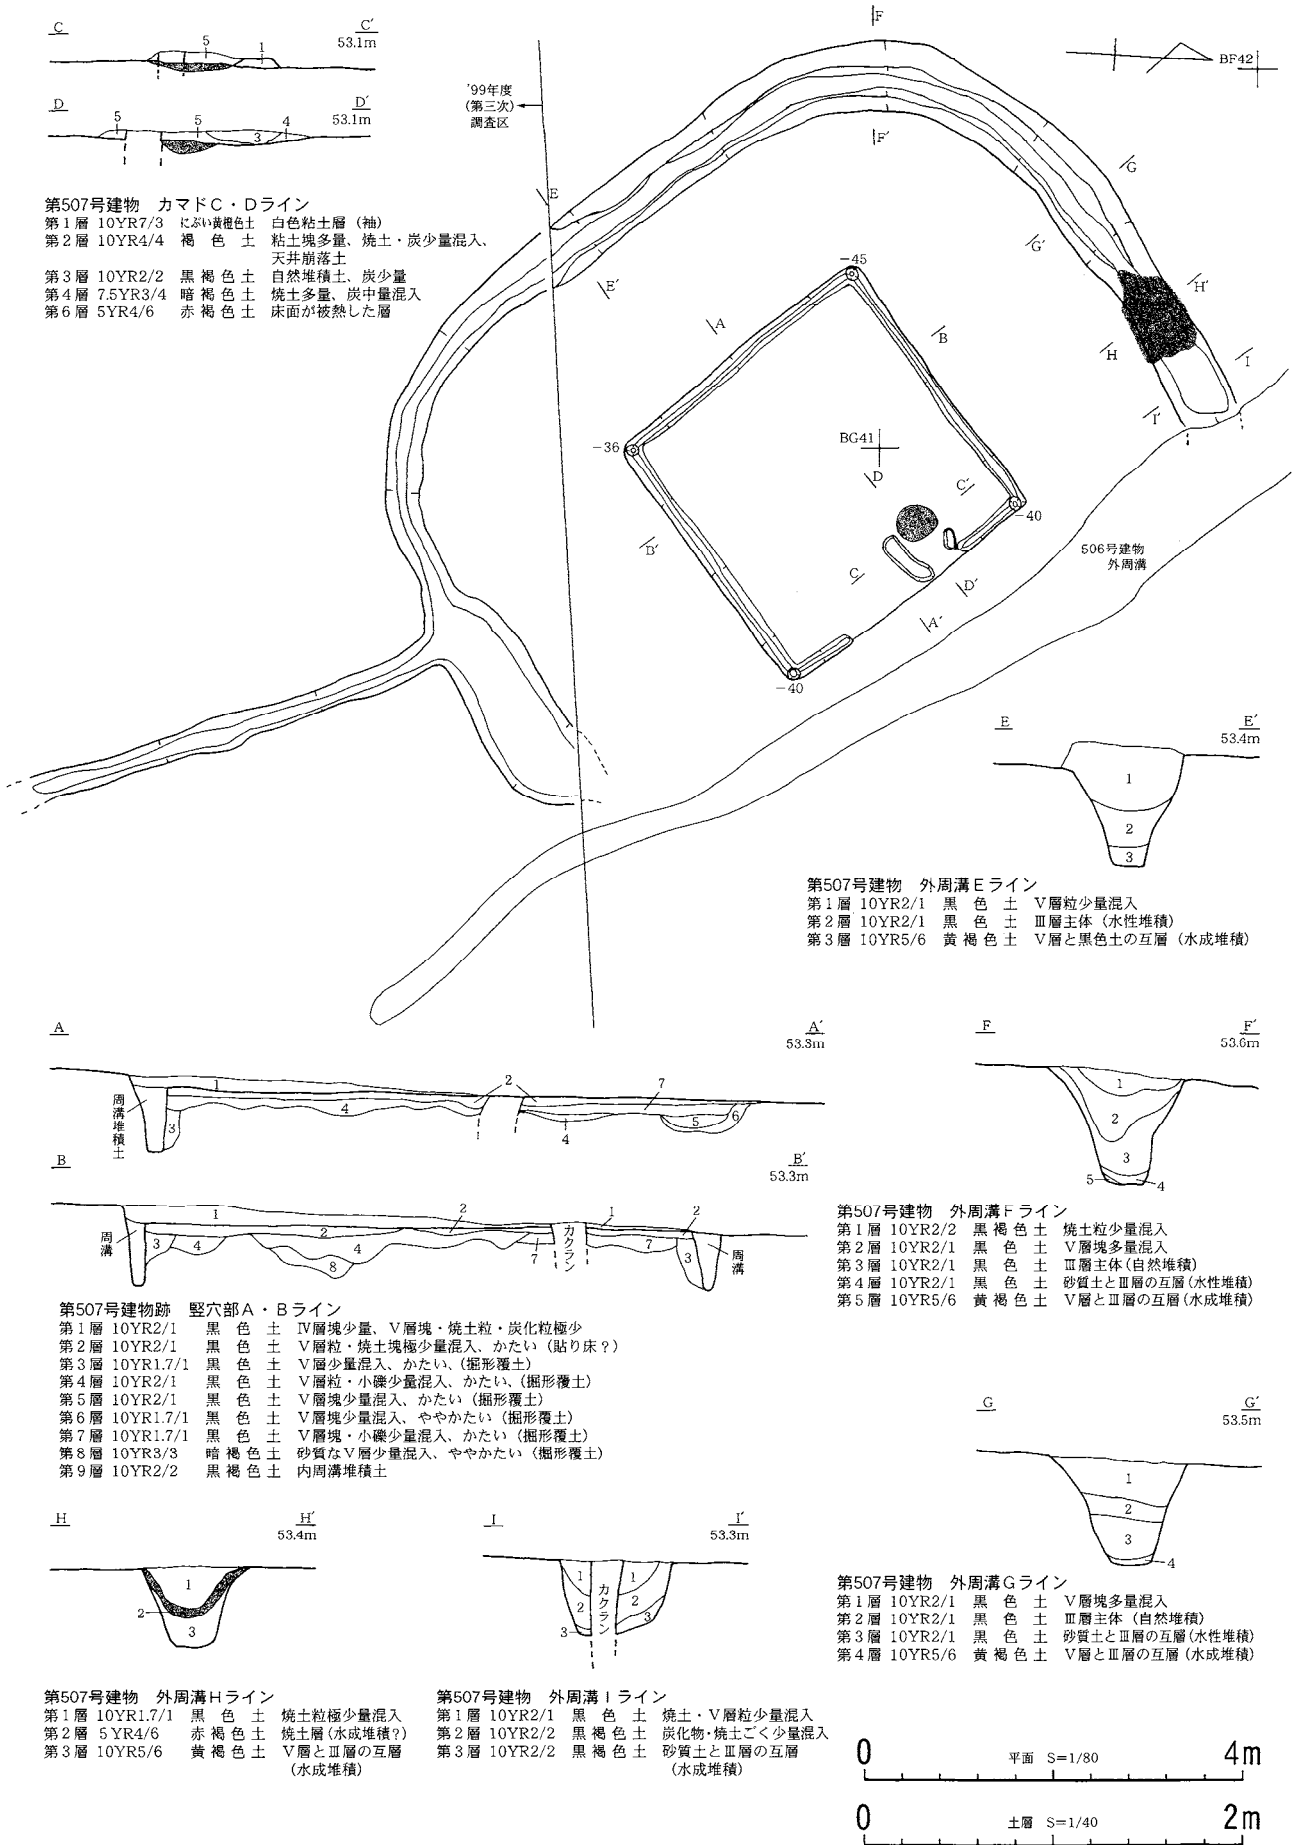 C C′
53.1m
5 1
D D′
53.1m
5 5 4
3
第507号建物　カマドC・Dライン
第1層 10YR7/3 にぶい黄橙色土 白色粘土層（袖）
第2層 10YR4/4 褐色土 粘土塊多量、焼土・炭少量混入、
天井崩落土
第3層 10YR2/2 黒褐色土 自然堆積土、炭少量
第4層 7.5YR3/4 暗褐色土 焼土多量、炭中量混入
第6層 5YR4/6 赤褐色土 床面が被熱した層
'99年度
(第三次)
調査区
F
F′
BF42
E
E′
G
G′
H′
H
I
I′
A
B
-45
-36
BG41
D
C′
-40
B′
C
D′
A′
-40
506号建物
外周溝
E E′
53.4m
1
2
3
第507号建物　外周溝Eライン
第1層 10YR2/1 黒色土 Ⅴ層粒少量混入
第2層 10YR2/1 黒色土 Ⅲ層主体（水性堆積）
第3層 10YR5/6 黄褐色土 Ⅴ層と黒色土の互層（水成堆積）
A A′
53.3m
1 2 7
周溝堆積土
3 4 4 5 6
B B′
53.3m
1 2 1 2
周溝
3 4 2 4 8 7
カクラン
7 3
周溝
第507号建物跡　竪穴部A・Bライン
第1層 10YR2/1 黒色土 Ⅳ層塊少量、Ⅴ層塊・焼土粒・炭化粒極少
第2層 10YR2/1 黒色土 Ⅴ層粒・焼土塊極少量混入、かたい（貼り床？）
第3層 10YR1.7/1 黒色土 Ⅴ層少量混入、かたい、（掘形覆土）
第4層 10YR2/1 黒色土 Ⅴ層粒・小礫少量混入、かたい、（掘形覆土）
第5層 10YR2/1 黒色土 Ⅴ層塊少量混入、かたい（掘形覆土）
第6層 10YR1.7/1 黒色土 Ⅴ層塊少量混入、ややかたい（掘形覆土）
第7層 10YR1.7/1 黒色土 Ⅴ層塊・小礫少量混入、かたい（掘形覆土）
第8層 10YR3/3 暗褐色土 砂質なⅤ層少量混入、ややかたい（掘形覆土）
第9層 10YR2/2 黒褐色土 内周溝堆積土
F F′
53.6m
1
2
3
5 4
第507号建物　外周溝Fライン
第1層 10YR2/2 黒褐色土 焼土粒少量混入
第2層 10YR2/1 黒色土 Ⅴ層塊多量混入
第3層 10YR2/1 黒色土 Ⅲ層主体（自然堆積）
第4層 10YR2/1 黒色土 砂質土とⅢ層の互層（水性堆積）
第5層 10YR5/6 黄褐色土 Ⅴ層とⅢ層の互層（水成堆積）
G G′
53.5m
1
2
3
4
第507号建物　外周溝Gライン
第1層 10YR2/1 黒色土 Ⅴ層塊多量混入
第2層 10YR2/1 黒色土 Ⅲ層主体（自然堆積）
第3層 10YR2/1 黒色土 砂質土とⅢ層の互層（水性堆積）
第4層 10YR5/6 黄褐色土 Ⅴ層とⅢ層の互層（水成堆積）
H H′
53.4m
1
2
3
第507号建物　外周溝Hライン
第1層 10YR1.7/1 黒色土 焼土粒極少量混入
第2層 5YR4/6 赤褐色土 焼土層（水成堆積？）
第3層 10YR5/6 黄褐色土 Ⅴ層とⅢ層の互層
（水成堆積）
I I′
53.3m
1 1
2 2
3 3
カクラン
第507号建物　外周溝Iライン
第1層 10YR2/1 黒色土 焼土・Ⅴ層粒少量混入
第2層 10YR2/2 黒褐色土 炭化物・焼土ごく少量混入
第3層 10YR2/2 黒褐色土 砂質土とⅢ層の互層
（水成堆積）
0 平面 S=1/80 4m
0 土層 S=1/40 2m